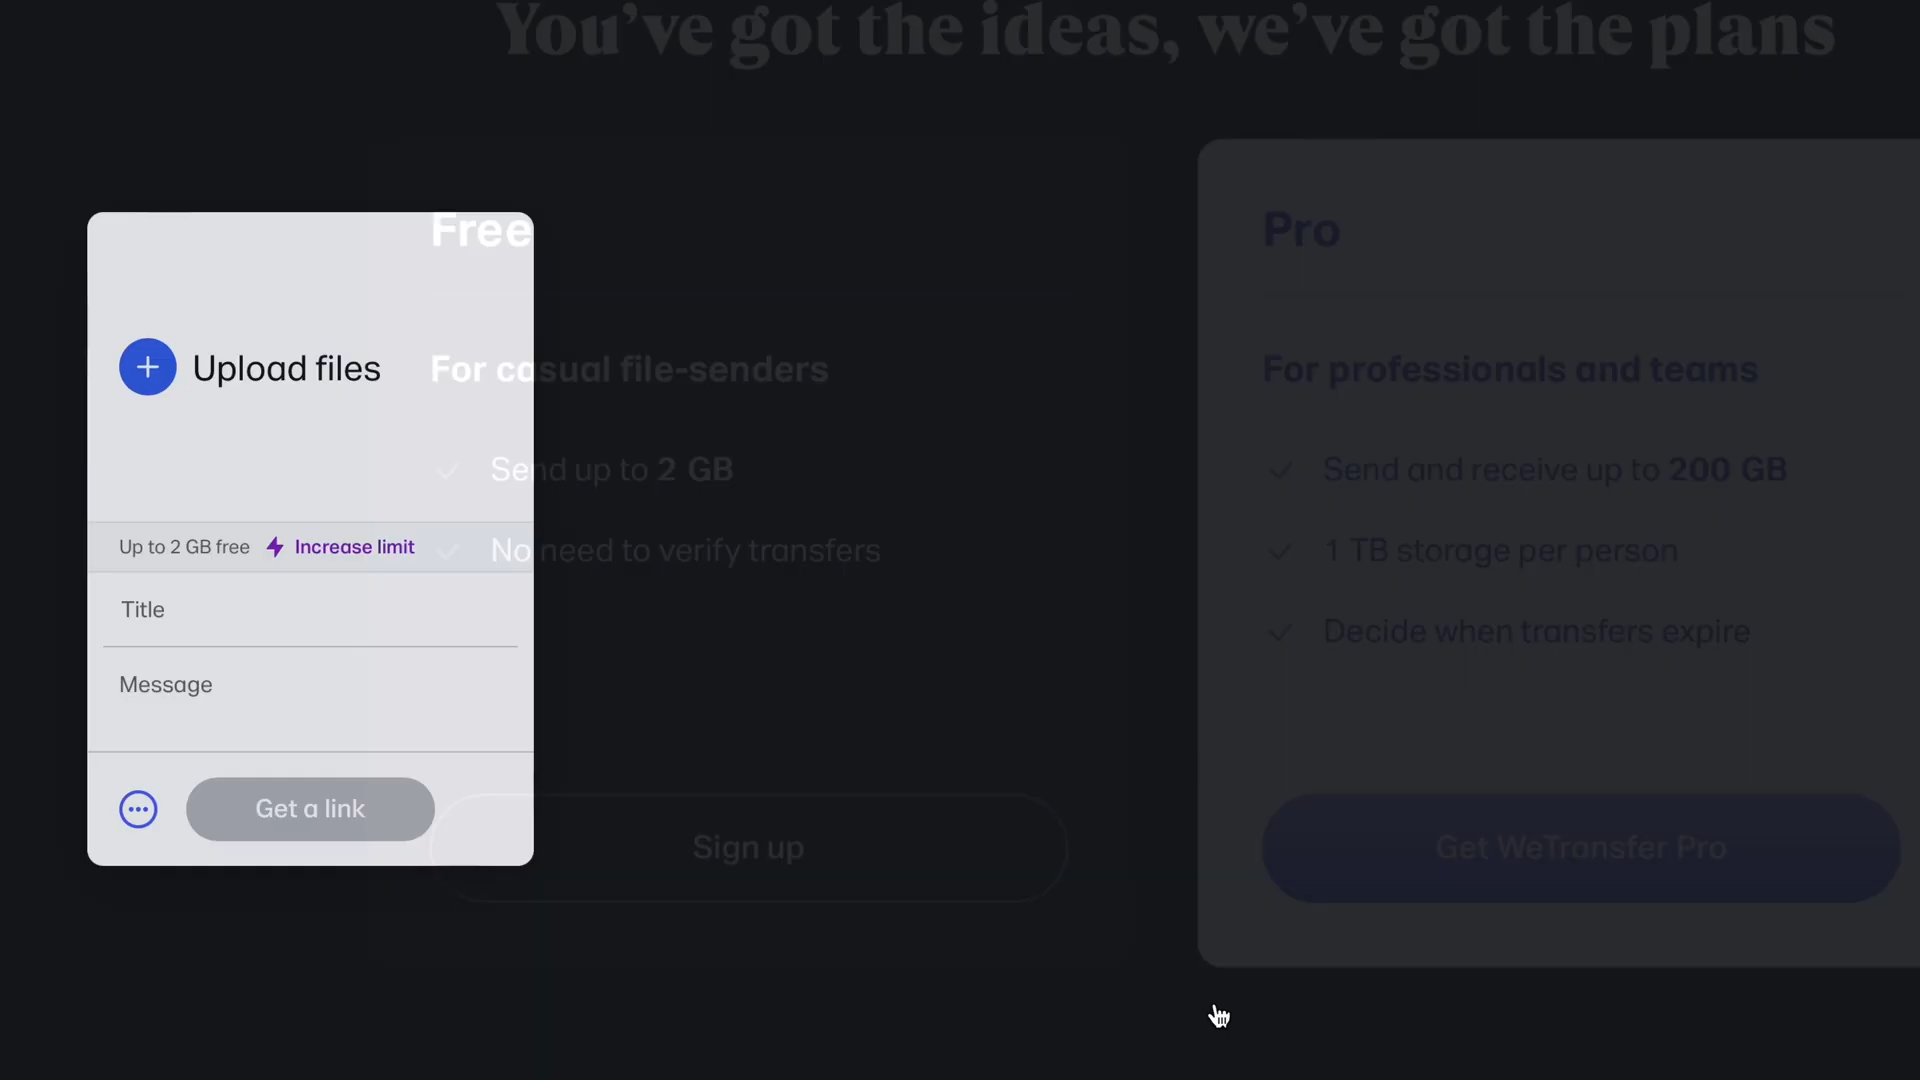 You’ve got the ideas, we’ve got the plans
Free
For casual file-senders
Send up to 2 GB
No need to verify transfers
Sign up
Pro
For professionals and teams
Send and receive up to 200 GB
1 TB storage per person
Decide when transfers expire
Get WeTransfer Pro
Upload files
Up to 2 GB free Increase limit
Title
Message
Get a link